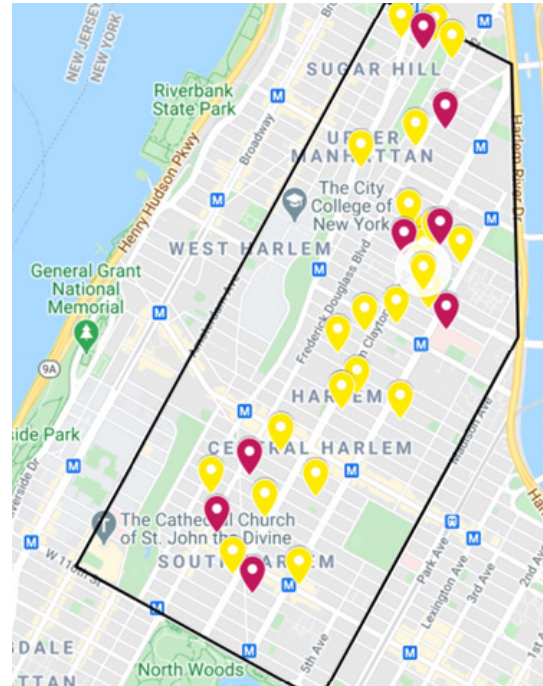 NEW JERSEY
NEW YORK
SUGAR HILL
Riverbank
State Park
M
Broadway
Harlem River Dr
UPPER
MANHATTAN
M
Henry Hudson Pkwy
The City
College of
New York
M
M
WEST HARLEM
M
General Grant
National
Memorial
Frederick Douglass Blvd
M
Amsterdam Ave
9A
HARLEM
Madison Ave
M
side Park
CENTRAL HARLEM
M
M
The Cathedral Church
of St. John the Divine
M
W 110th St
SOUTH HARLEM
M
Park Ave
M
Lexington Ave
3rd Ave
2nd Ave
M
M
5th Ave
DALE
TTAN
North Woods